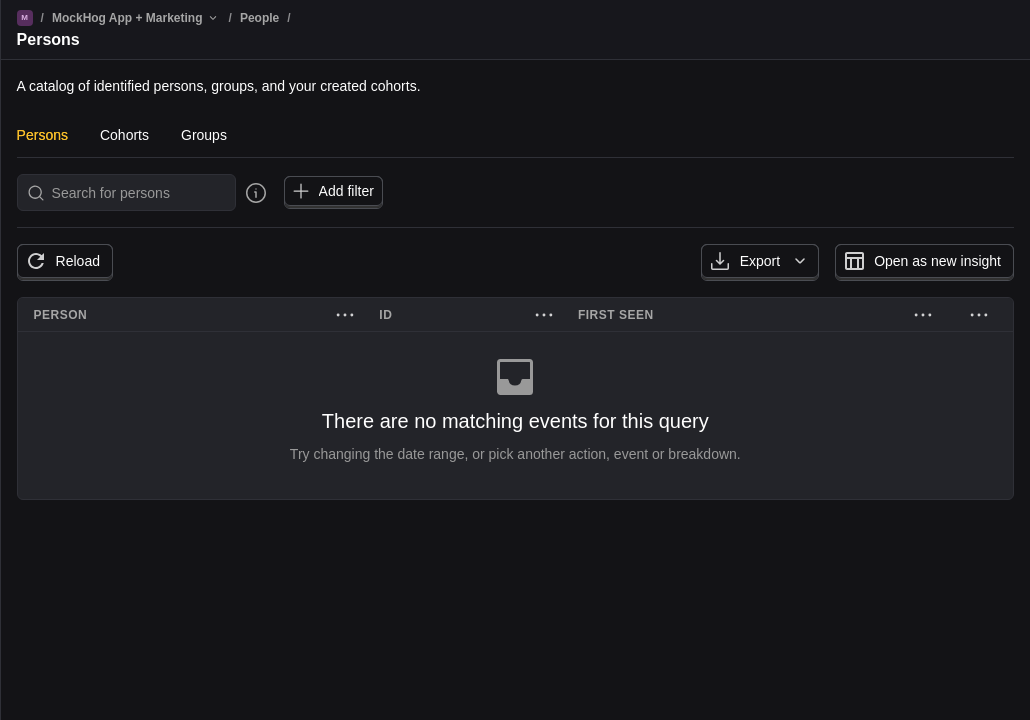 M / MockHog App + Marketing / People /
Persons
A catalog of identified persons, groups, and your created cohorts.
Persons Cohorts Groups
Search for persons Add filter
Reload Export Open as new insight
PERSON ID FIRST SEEN
There are no matching events for this query
Try changing the date range, or pick another action, event or breakdown.